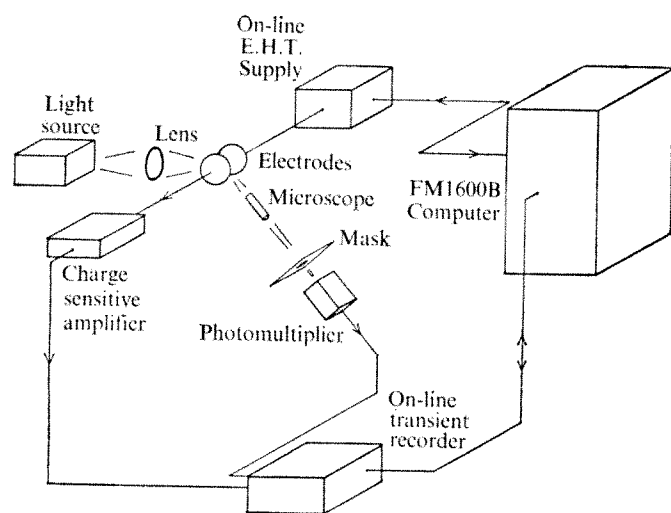 On-line
E.H.T.
Supply
Light
source
Lens
Electrodes
Microscope
FM1600B
Computer
Mask
Charge
sensitive
amplifier
Photomultiplier
On-line
transient
recorder